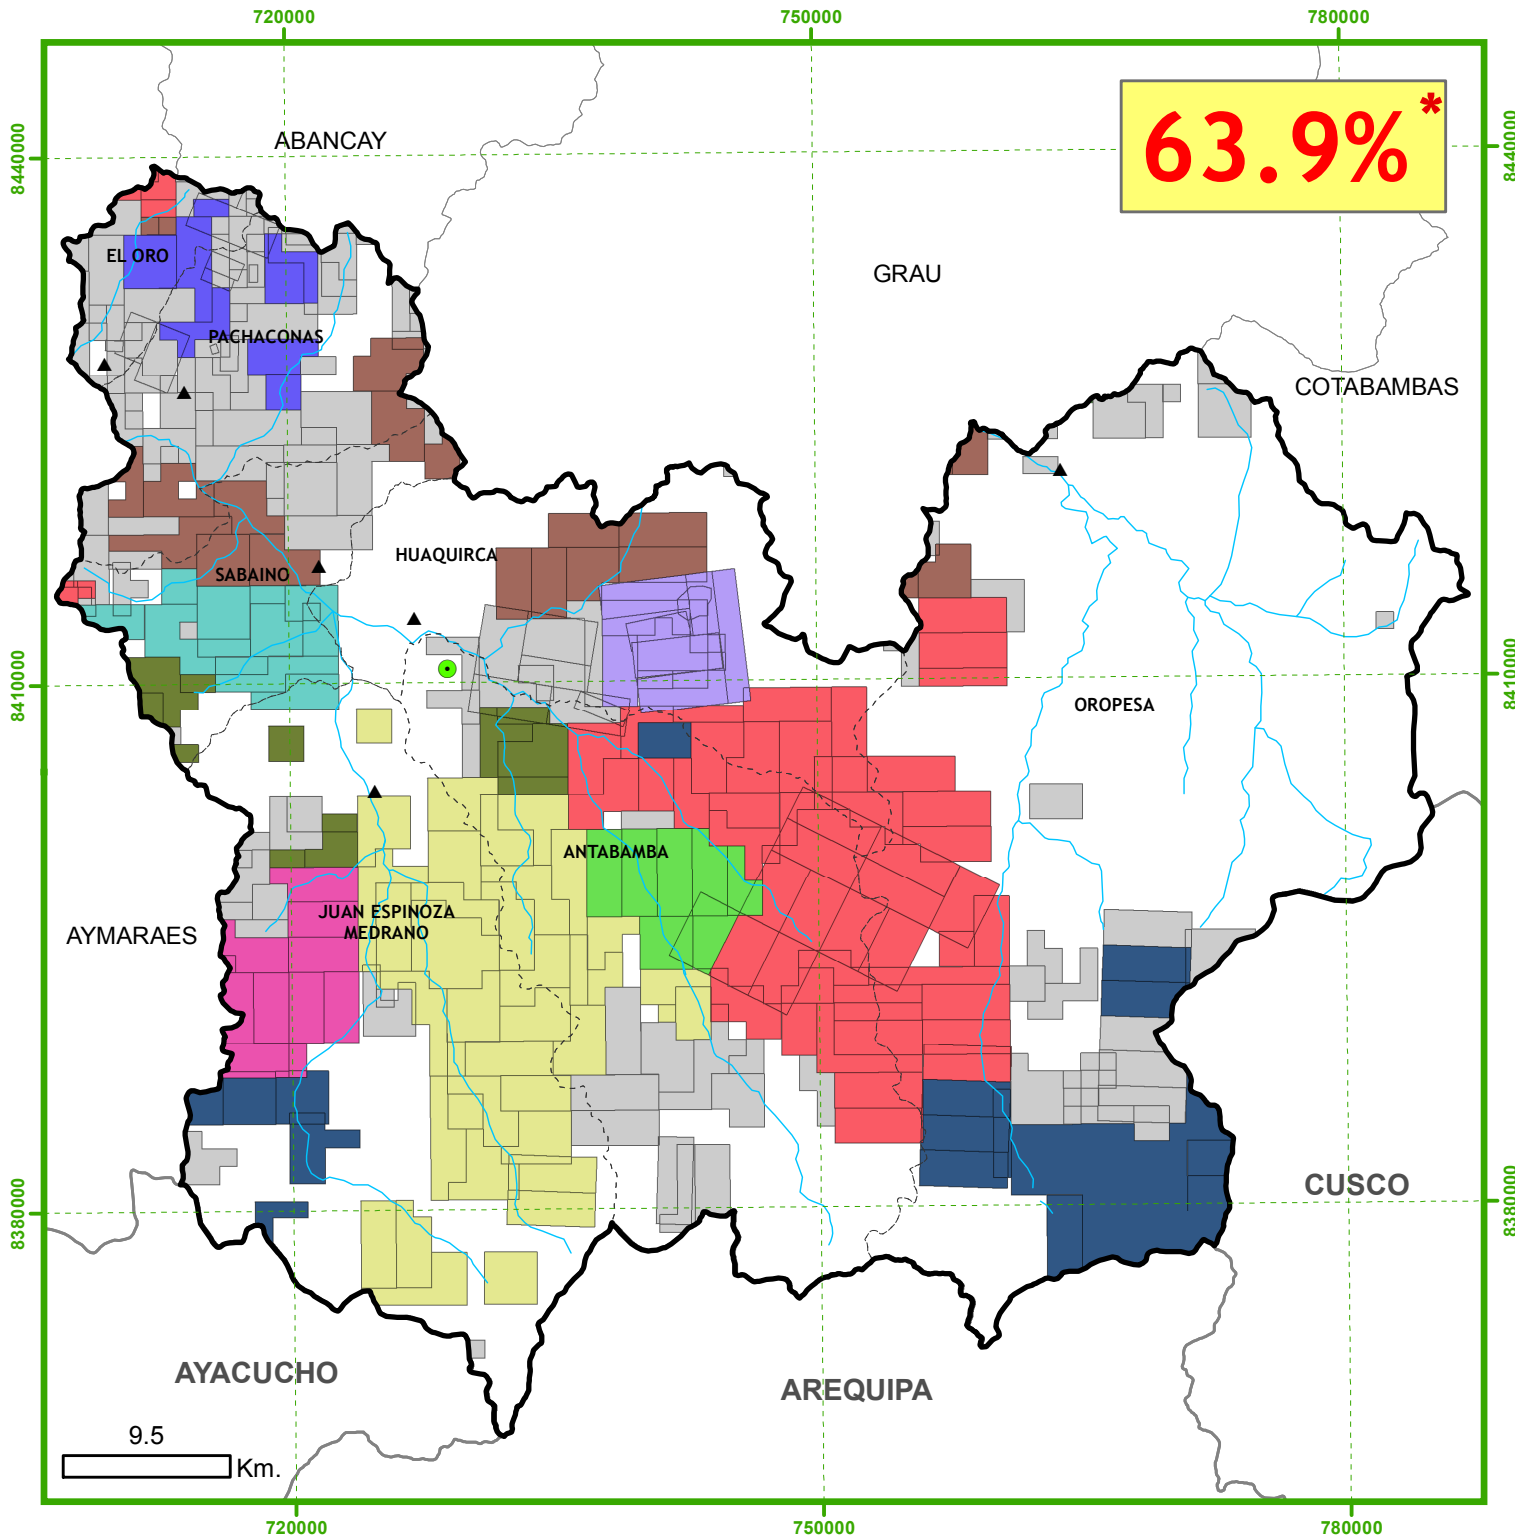 720000
750000
780000
8440000
8440000
ABANCAY
63.9%*
EL ORO
GRAU
PACHACONAS
COTABAMBAS
HUAQUIRCA
SABAINO
8410000
8410000
OROPESA
ANTABAMBA
JUAN ESPINOZA
MEDRANO
AYMARAES
CUSCO
8380000
8380000
AYACUCHO
AREQUIPA
9.5
Km.
720000
750000
780000